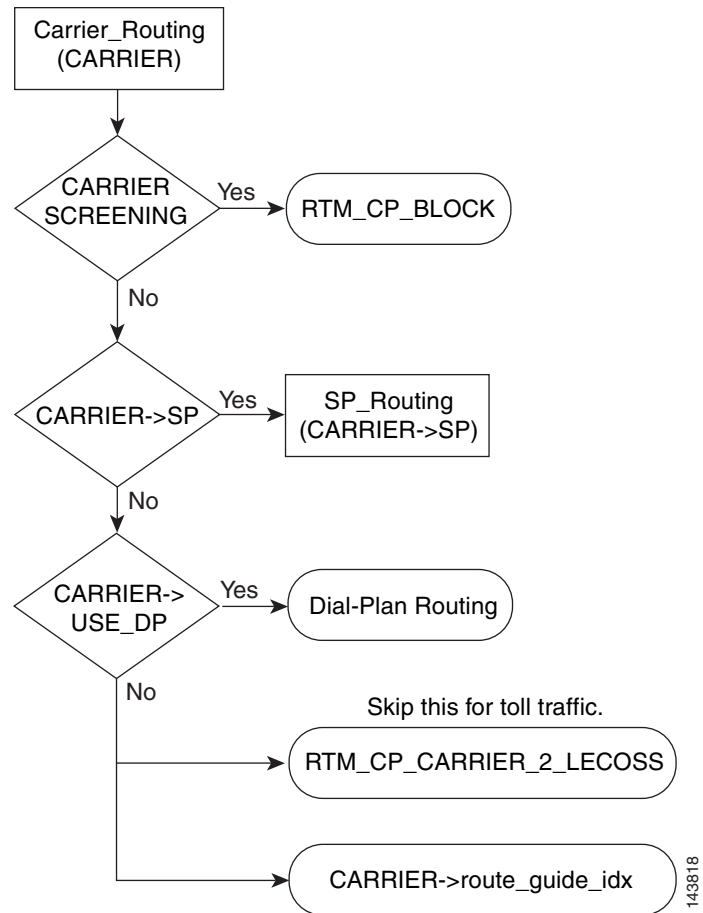 Carrier_Routing
(CARRIER)
CARRIER
SCREENING
Yes
RTM_CP_BLOCK
No
CARRIER->SP
Yes
SP_Routing
(CARRIER->SP)
No
CARRIER->
USE_DP
Yes
Dial-Plan Routing
No
Skip this for toll traffic.
RTM_CP_CARRIER_2_LECOSS
CARRIER->route_guide_idx
143818